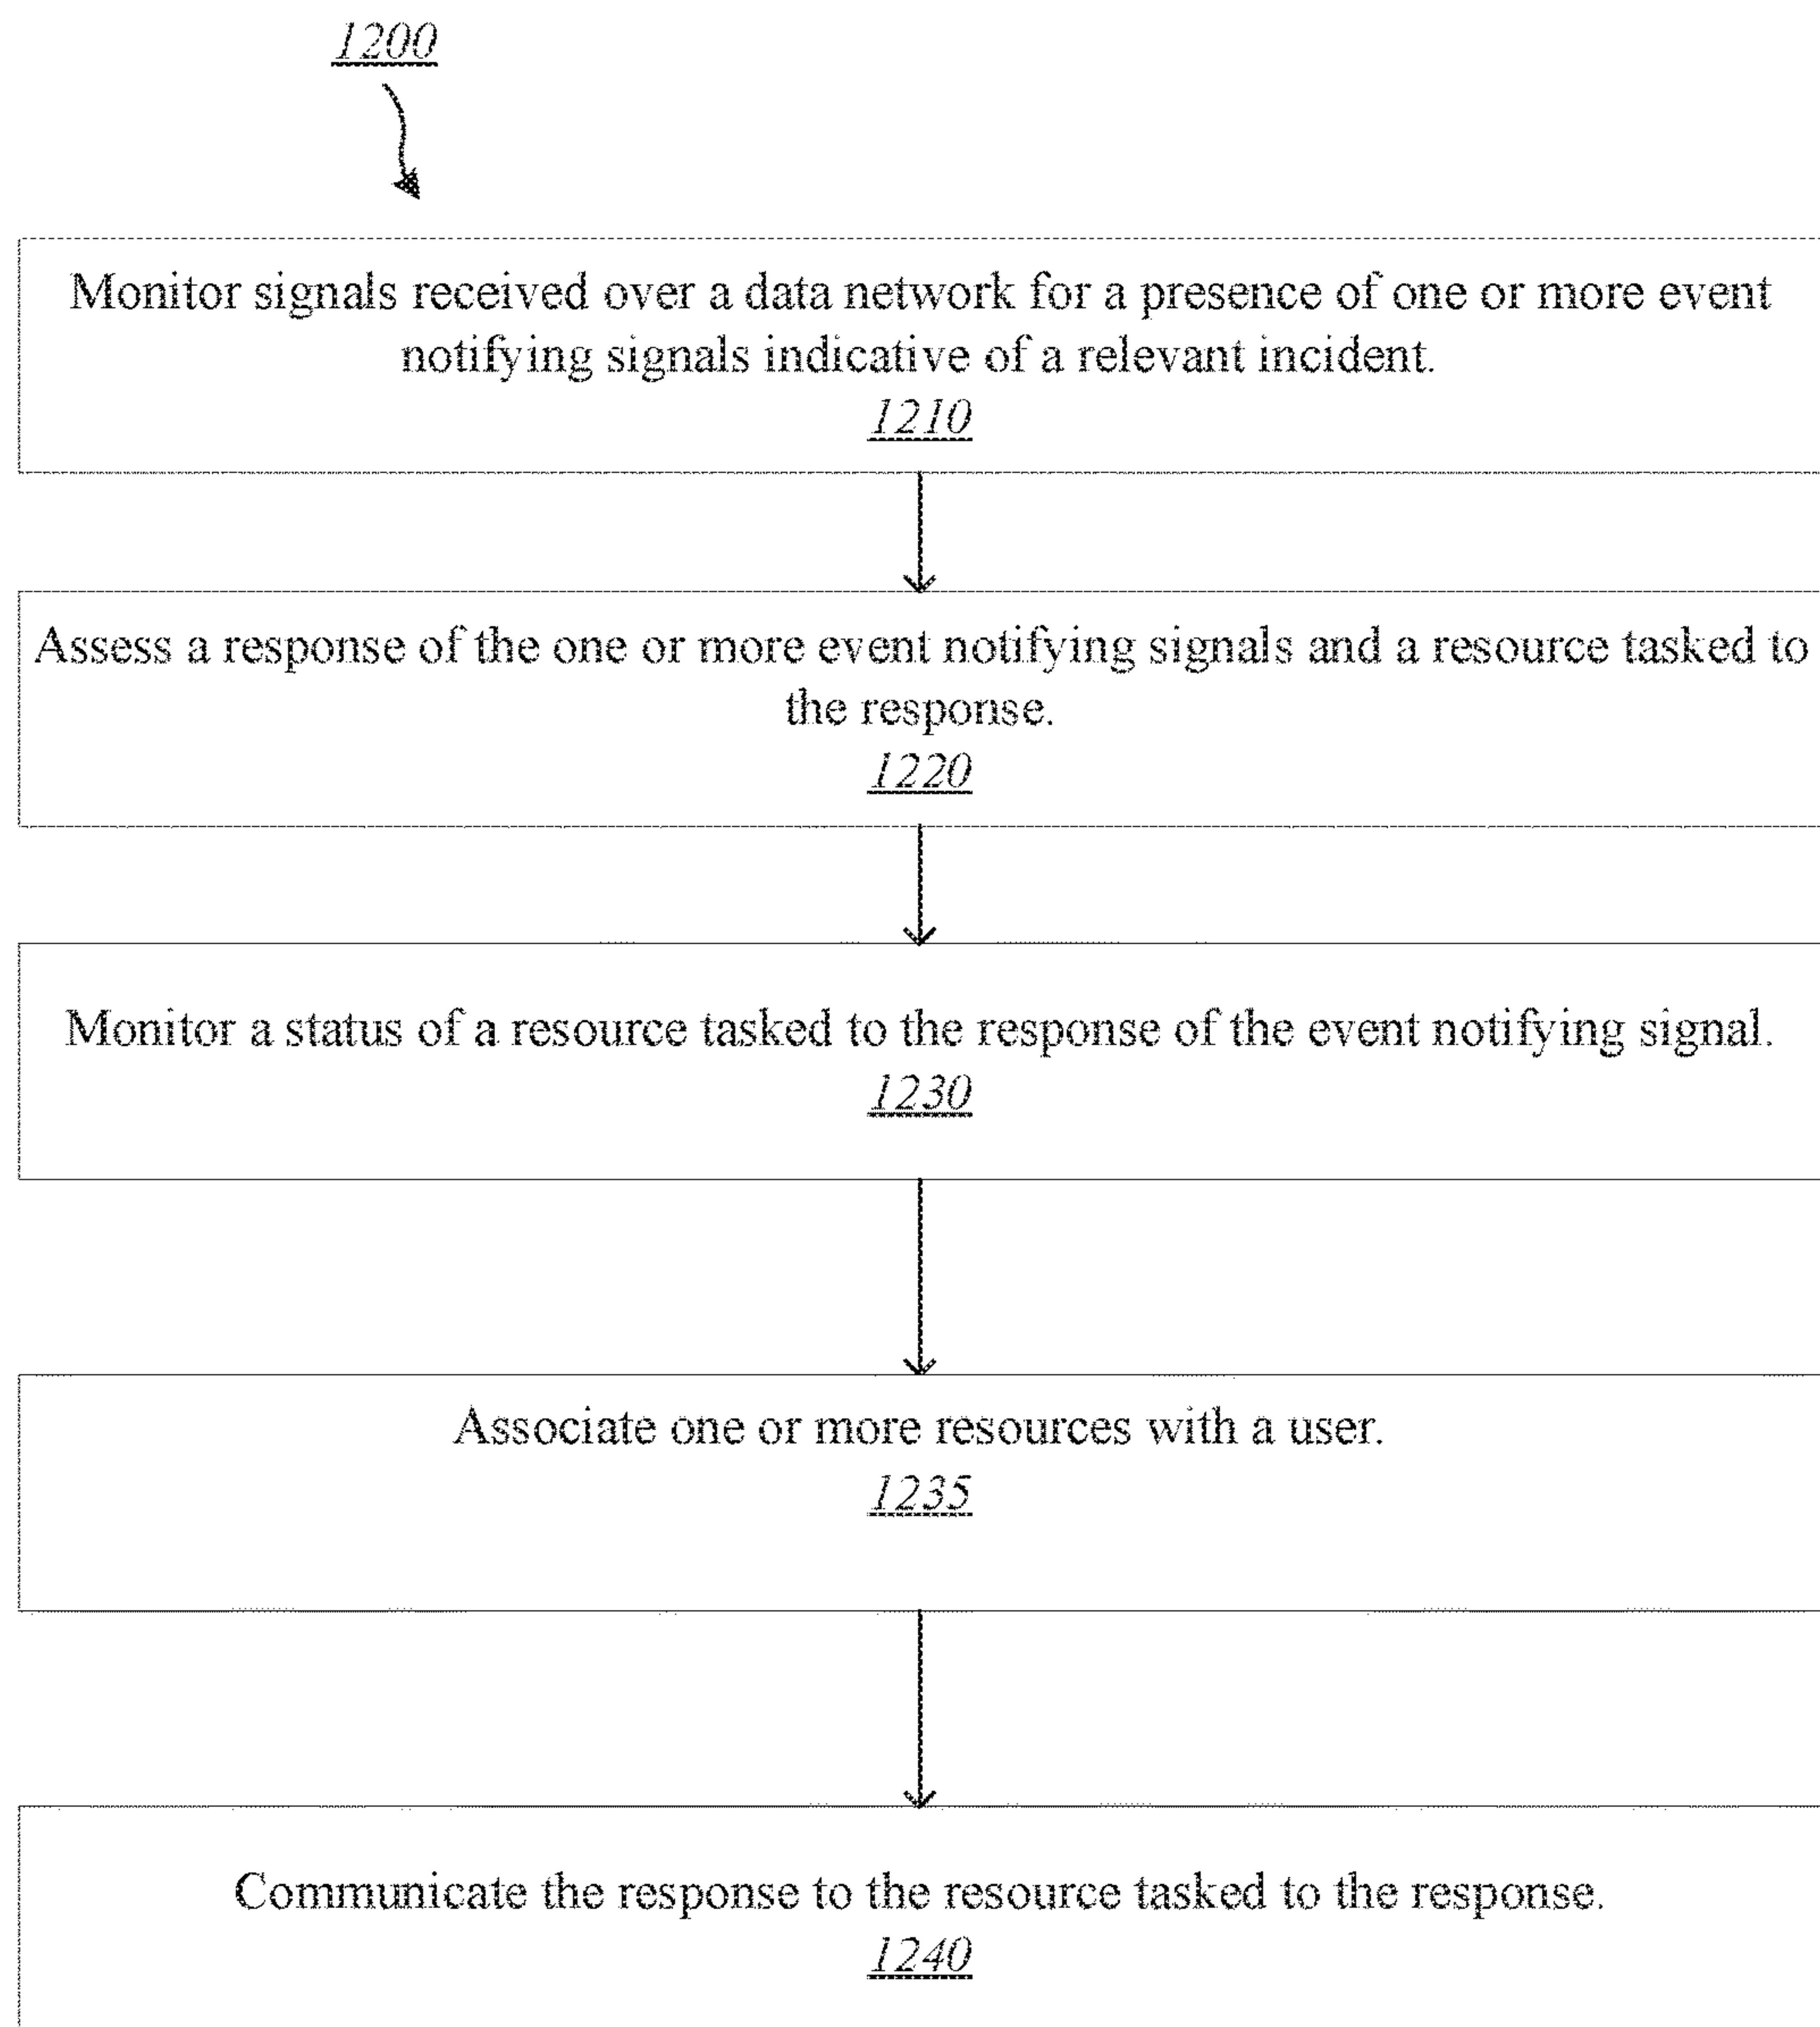 1200
Monitor signals received over a data network for a presence of one or more event
notifying signals indicative of a relevant incident.
1210
Assess a response of the one or more event notifying signals and a resource tasked to
the response.
1220
Monitor a status of a resource tasked to the response of the event notifying signal.
1230
Associate one or more resources with a user.
1235
Communicate the response to the resource tasked to the response.
1240